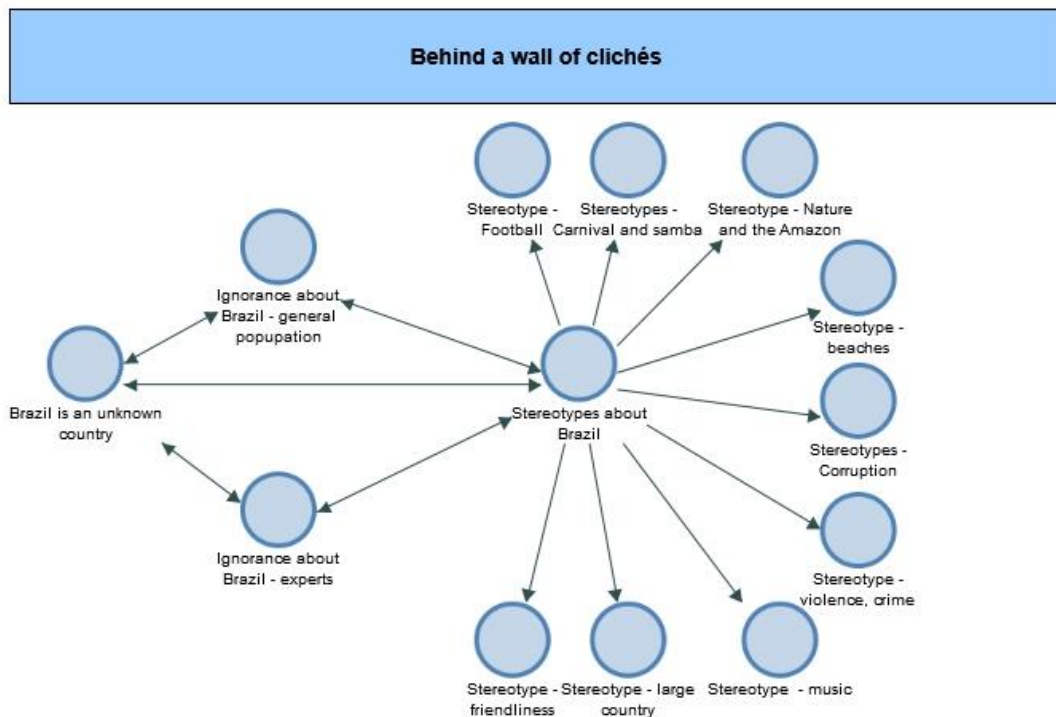 Behind a wall of clichés
Stereotype -
Football
Stereotypes -
Carnival and samba
Stereotype - Nature
and the Amazon
Ignorance about
Brazil - general
popupation
Stereotype -
beaches
Brazil is an unknown
country
Stereotypes about
Brazil
Stereotypes -
Corruption
Ignorance about
Brazil - experts
Stereotype -
violence, crime
Stereotype -
friendliness
Stereotype - large
country
Stereotype - music